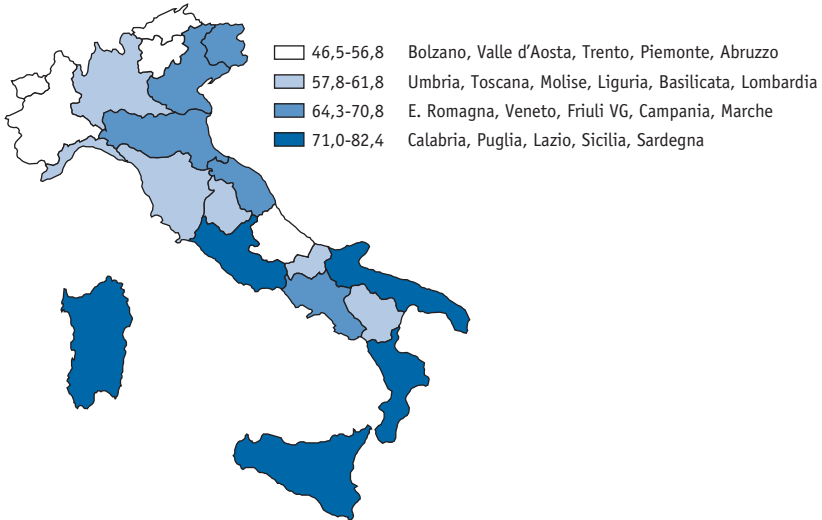 46,5-56,8 Bolzano, Valle d'Aosta, Trento, Piemonte, Abruzzo
57,8-61,8 Umbria, Toscana, Molise, Liguria, Basilicata, Lombardia
64,3-70,8 E. Romagna, Veneto, Friuli VG, Campania, Marche
71,0-82,4 Calabria, Puglia, Lazio, Sicilia, Sardegna